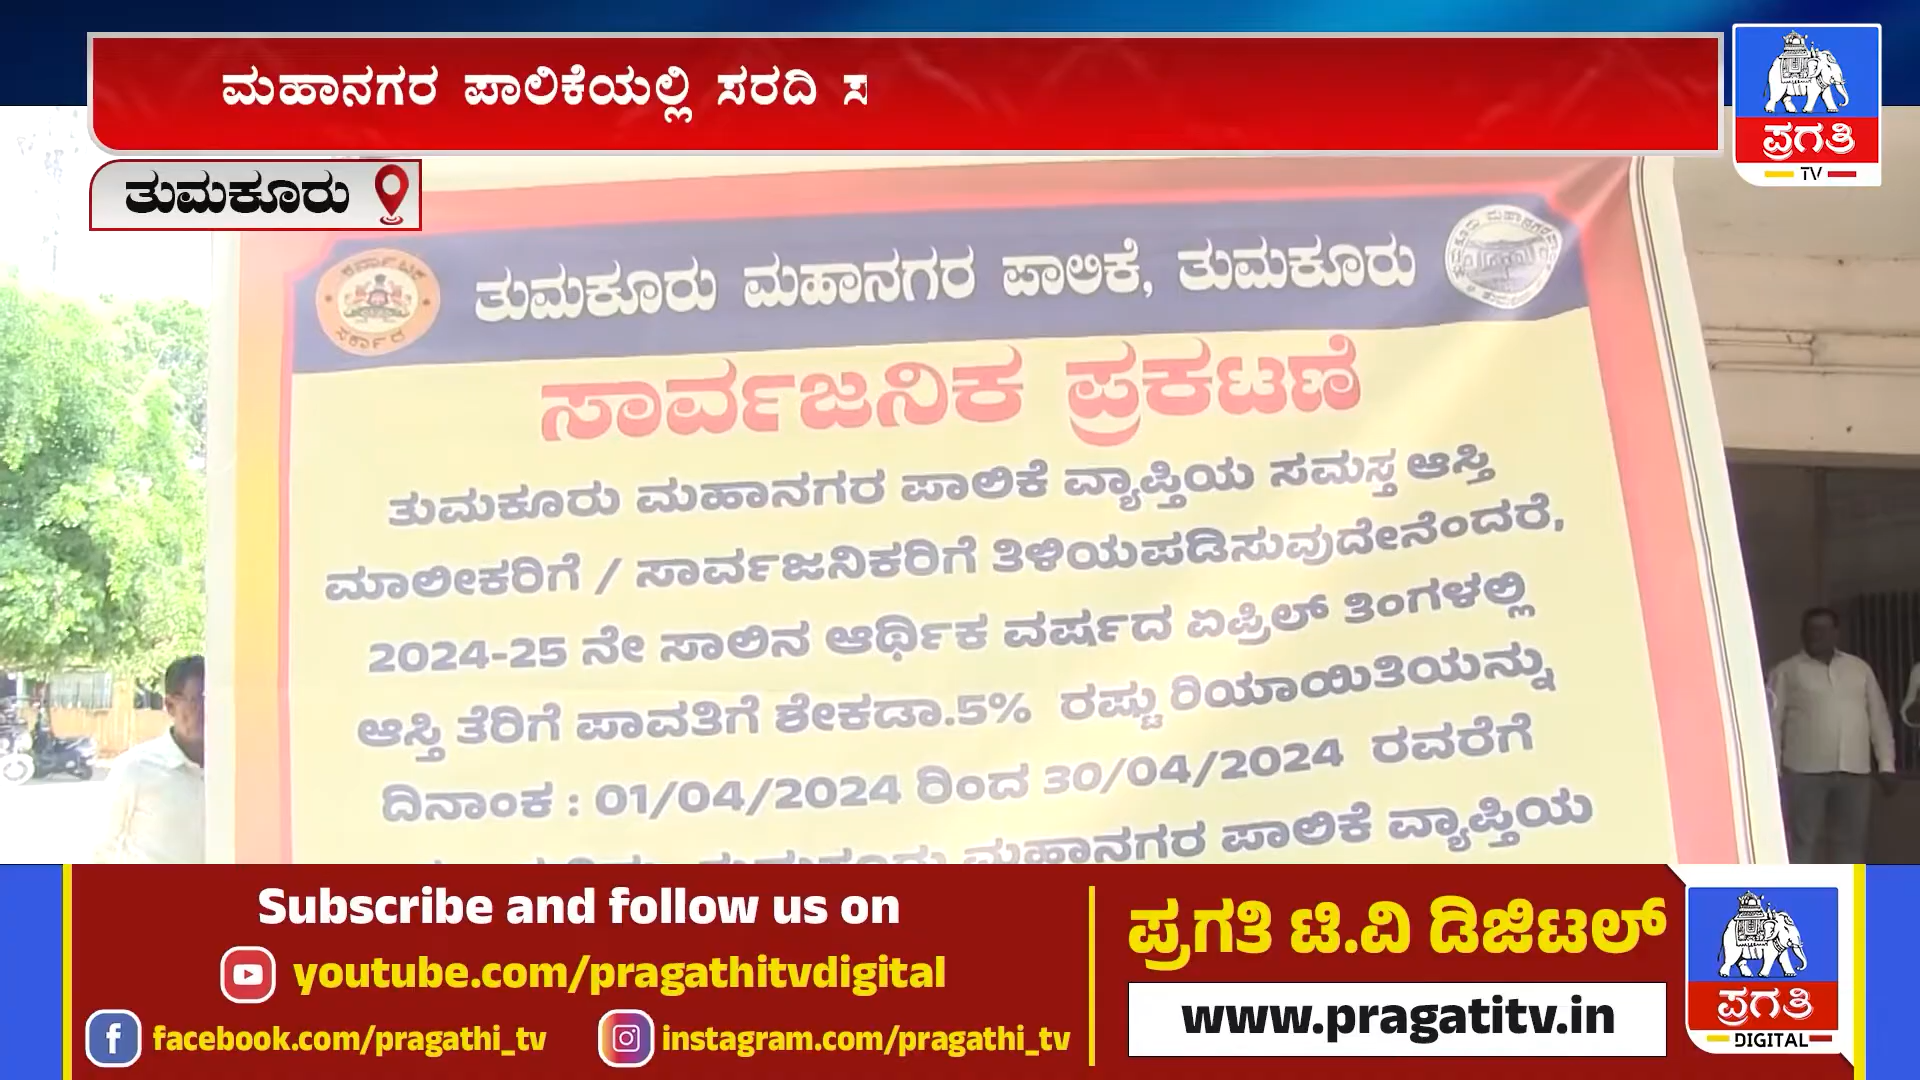 ಮಹಾನಗರ ಪಾಲಿಕೆಯಲ್ಲಿ ಸರದಿ ಸ
ಪ್ರಗತಿ
TV
ತುಮಕೂರು
ಕರ್ನಾಟಕ
ಸರ್ಕಾರ
ತುಮಕೂರು ಮಹಾನಗರ ಪಾಲಿಕೆ, ತುಮಕೂರು
ಸಾರ್ವಜನಿಕ ಪ್ರಕಟಣೆ
ತುಮಕೂರು ಮಹಾನಗರ ಪಾಲಿಕೆ ವ್ಯಾಪ್ತಿಯ ಸಮಸ್ತ ಆಸ್ತಿ
ಮಾಲೀಕರಿಗೆ / ಸಾರ್ವಜನಿಕರಿಗೆ ತಿಳಿಯಪಡಿಸುವುದೇನೆಂದರೆ,
2024-25 ನೇ ಸಾಲಿನ ಆರ್ಥಿಕ ವರ್ಷದ ಏಪ್ರಿಲ್ ತಿಂಗಳಲ್ಲಿ
ಆಸ್ತಿ ತೆರಿಗೆ ಪಾವತಿಗೆ ಶೇಕಡಾ.5% ರಷ್ಟು ರಿಯಾಯಿತಿಯನ್ನು
ದಿನಾಂಕ : 01/04/2024 ರಿಂದ 30/04/2024 ರವರೆಗೆ
ಮಹಾನಗರ ಪಾಲಿಕೆ ವ್ಯಾಪ್ತಿಯ
Subscribe and follow us on
youtube.com/pragathitvdigital
facebook.com/pragathi_tv
instagram.com/pragathi_tv
ಪ್ರಗತಿ ಟಿ.ವಿ ಡಿಜಿಟಲ್
www.pragatitv.in
ಪ್ರಗತಿ
DIGITAL